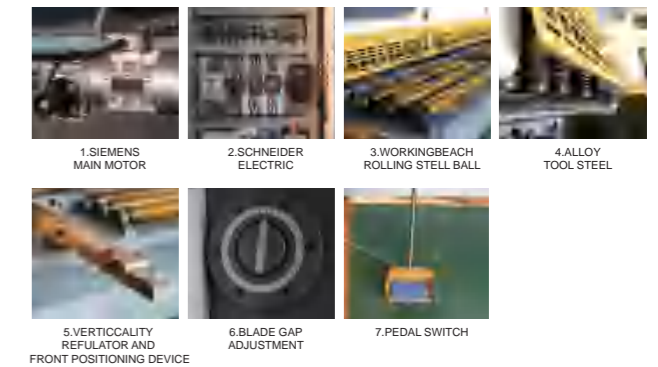 1.SIEMENS
MAIN MOTOR
2.SCHNEIDER
ELECTRIC
3.WORKINGBEACH
ROLLING STELL BALL
4.ALLOY
TOOL STEEL
5.VERTICCALITY
REFULATOR AND
FRONT POSITIONING DEVICE
6.BLADE GAP
ADJUSTMENT
7.PEDAL SWITCH